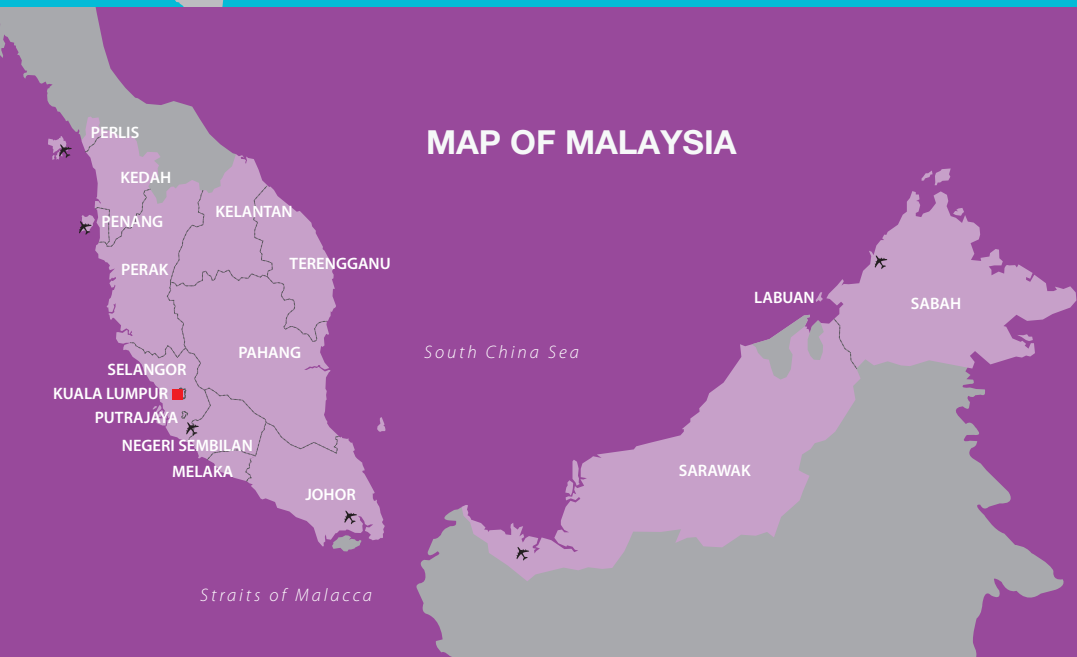 MAP OF MALAYSIA
PERLIS
KEDAH
PENANG
KELANTAN
PERAK
TERENGGANU
PAHANG
SELANGOR
KUALA LUMPUR
PUTRAJAYA
NEGERI SEMBILAN
MELAKA
JOHOR
South China Sea
Straits of Malacca
LABUAN
SABAH
SARAWAK